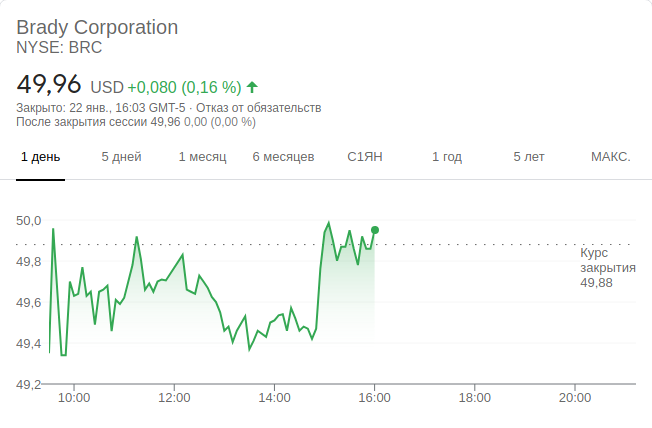 Brady Corporation
NYSE: BRC
49,96 USD +0,080 (0,16 %)
Закрыто: 22 янв., 16:03 GMT-5 · Отказ от обязательств
После закрытия сессии 49,96 0,00 (0,00 %)
1 день 5 дней 1 месяц 6 месяцев С1ЯН 1 год 5 лет МАКС.
50,0
49,8
49,6
49,4
49,2
Курс
закрытия
49,88
10:00 12:00 14:00 16:00 18:00 20:00